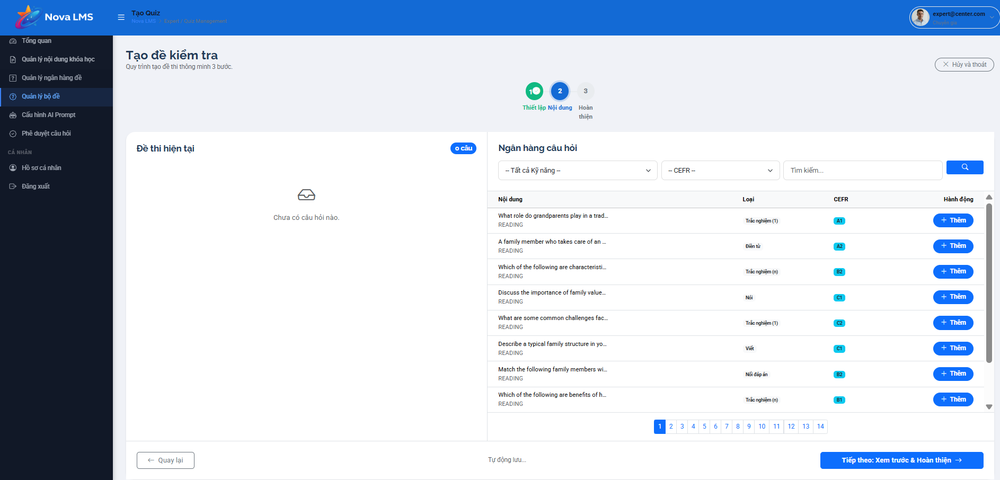 Nova LMS
Tạo Quiz
Nova LMS > Expert / Quiz Management
expert@center.com
Chuyên gia
Tổng quan
Quản lý nội dung khóa học
Quản lý ngân hàng đề
Quản lý bộ đề
Cấu hình AI Prompt
Phê duyệt câu hỏi
CÁ NHÂN
Hồ sơ cá nhân
Đăng xuất
Tạo đề kiểm tra
Quy trình tạo đề thi thông minh 3 bước.
Hủy và thoát
1 2 3
Thiết lập Nội dung Hoàn thiện
Đề thi hiện tại
0 câu
Chưa có câu hỏi nào.
Ngân hàng câu hỏi
-- Tất cả Kỹ năng --
-- CEFR --
Tìm kiếm...
Nội dung Loại CEFR Hành động
What role do grandparents play in a trad...
READING
Trắc nghiệm (1) A1 + Thêm
A family member who takes care of an ...
READING
Điền từ A2 + Thêm
Which of the following are characteristi...
READING
Trắc nghiệm (n) B2 + Thêm
Discuss the importance of family value...
READING
Nói C1 + Thêm
What are some common challenges fac...
READING
Trắc nghiệm (1) C2 + Thêm
Describe a typical family structure in yo...
READING
Viết C1 + Thêm
Match the following family members wi...
READING
Nối đáp án B2 + Thêm
Which of the following are benefits of h...
READING
Trắc nghiệm (n) B1 + Thêm
1 2 3 4 5 6 7 8 9 10 11 12 13 14
← Quay lại
Tự động lưu...
Tiếp theo: Xem trước & Hoàn thiện →